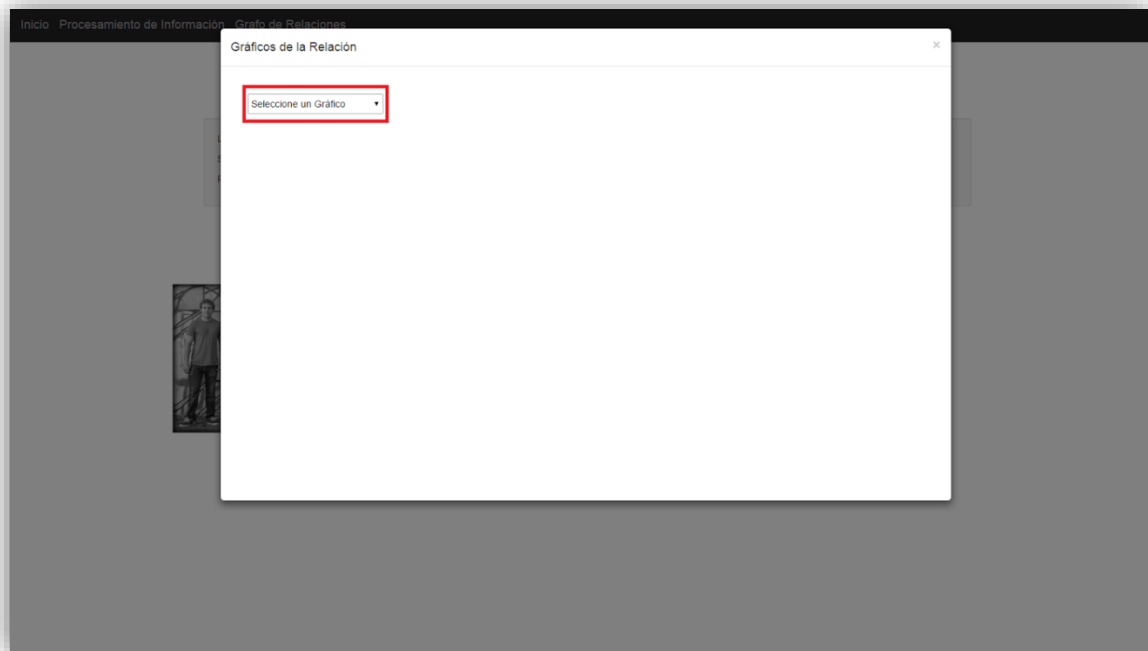 Inicio Procesamiento de Información Grafo de Relaciones
Gráficos de la Relación ×
Seleccione un Gráfico